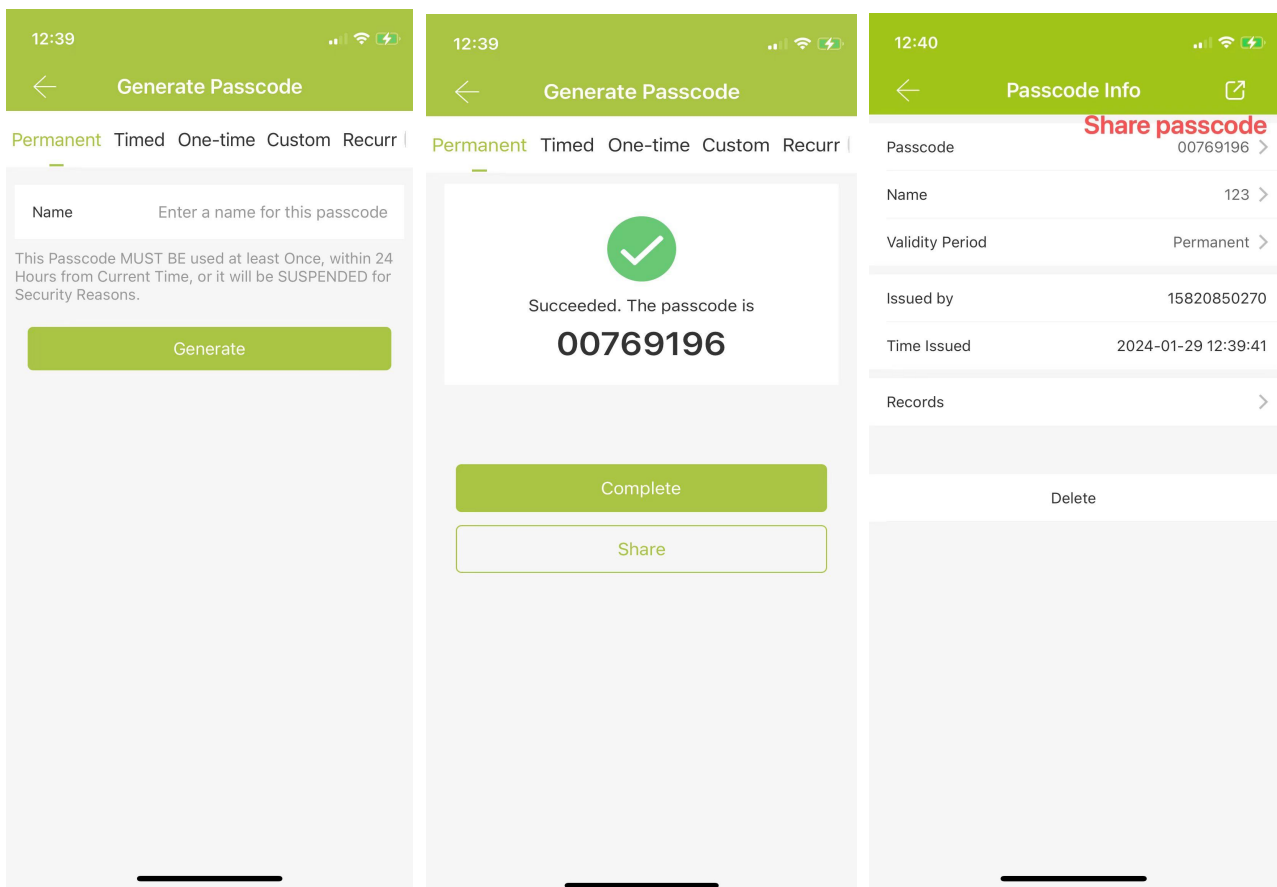 12:39
Generate Passcode
Permanent Timed One-time Custom Recurr
Name Enter a name for this passcode
This Passcode MUST BE used at least Once, within 24
Hours from Current Time, or it will be SUSPENDED for
Security Reasons.
Generate
12:39
Generate Passcode
Permanent Timed One-time Custom Recurr
Succeeded. The passcode is
00769196
Complete
Share
12:40
Passcode Info
Share passcode
Passcode 00769196
Name 123
Validity Period Permanent
Issued by 15820850270
Time Issued 2024-01-29 12:39:41
Records
Delete